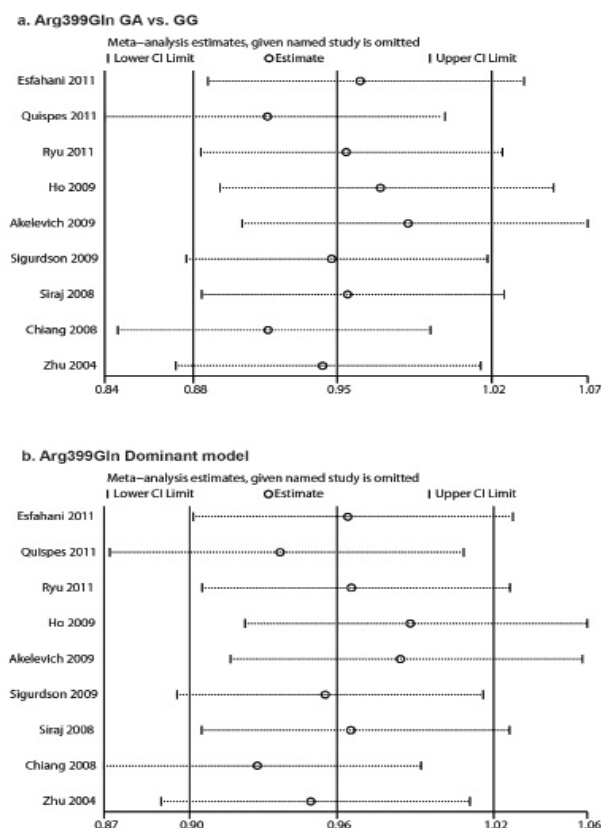 a. Arg399Gln GA vs. GG
Meta−analysis estimates, given named study is omitted
Lower CI Limit Estimate Upper CI Limit
Esfahani 2011
Quispes 2011
Ryu 2011
Ho 2009
Akelevich 2009
Sigurdson 2009
Siraj 2008
Chiang 2008
Zhu 2004
0.84 0.88 0.95 1.02 1.07
b. Arg399Gln Dominant model
Meta−analysis estimates, given named study is omitted
Lower CI Limit Estimate Upper CI Limit
Esfahani 2011
Quispes 2011
Ryu 2011
Ho 2009
Akelevich 2009
Sigurdson 2009
Siraj 2008
Chiang 2008
Zhu 2004
0.87 0.90 0.96 1.02 1.06